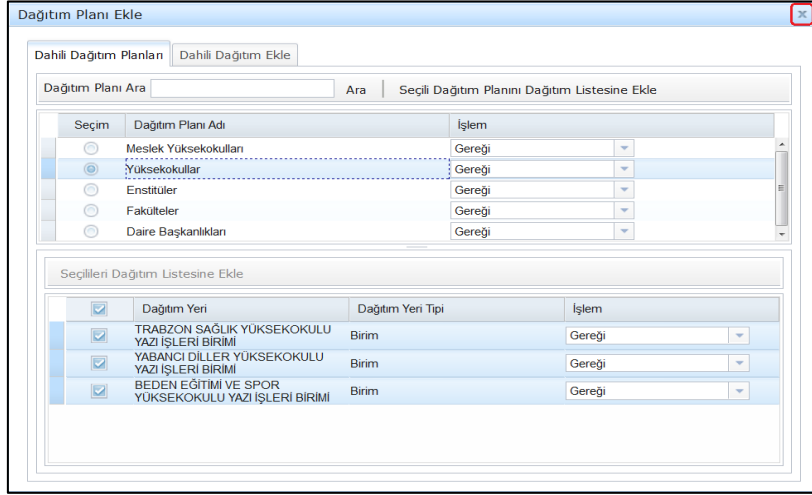 Dağıtım Planı Ekle
Dahili Dağıtım Planları Dahili Dağıtım Ekle
Dağıtım Planı Ara Ara Seçili Dağıtım Planını Dağıtım Listesine Ekle
Seçim Dağıtım Planı Adı İşlem
Meslek Yüksekokulları Gereği
Yüksekokullar Gereği
Enstitüler Gereği
Fakülteler Gereği
Daire Başkanlıkları Gereği
Seçilileri Dağıtım Listesine Ekle
Dağıtım Yeri Dağıtım Yeri Tipi İşlem
TRABZON SAĞLIK YÜKSEKOKULU
YAZI İŞLERİ BİRİMİ Birim Gereği
YABANCI DİLLER YÜKSEKOKULU
YAZI İŞLERİ BİRİMİ Birim Gereği
BEDEN EĞİTİMİ VE SPOR
YÜKSEKOKULU YAZI İŞLERİ BİRİMİ Birim Gereği